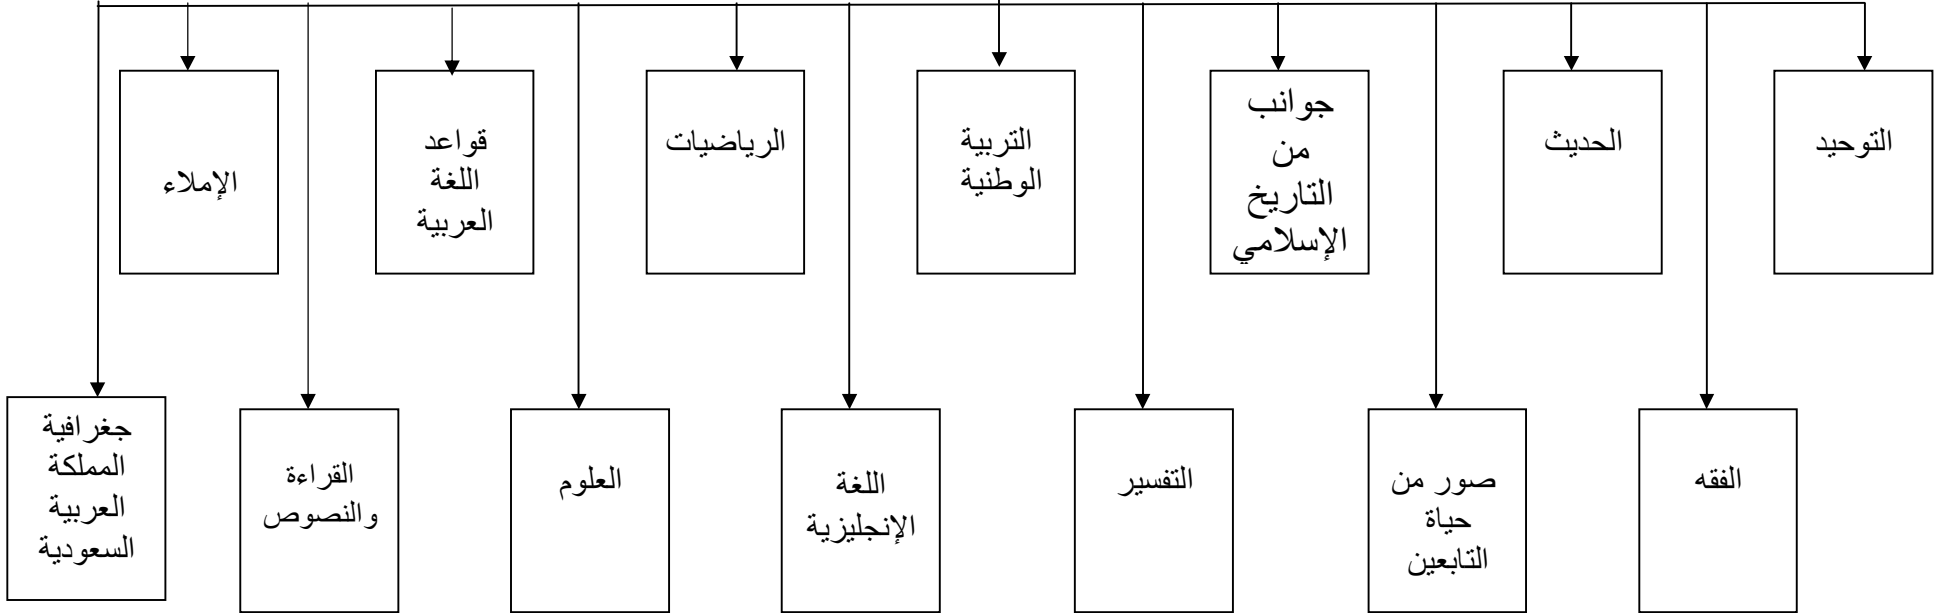 التوحيد
الحديث
جوانب
من
التاريخ
الإسلامي
التربية
الوطنية
الرياضيات
قواعد
اللغة
العربية
الإملاء
الفقه
صور من
حياة
التابعين
التفسير
اللغة
الإنجليزية
العلوم
القراءة
والنصوص
جغرافية
المملكة
العربية
السعودية